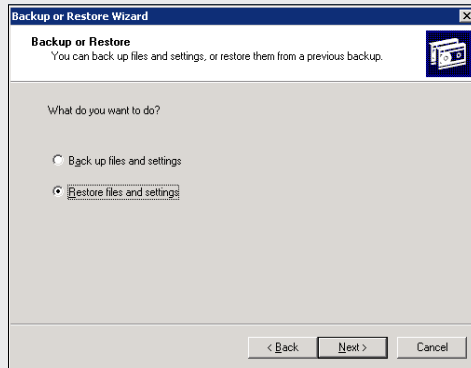 Backup or Restore Wizard
Backup or Restore
You can back up files and settings, or restore them from a previous backup.
What do you want to do?
Back up files and settings
Restore files and settings
< Back
Next >
Cancel